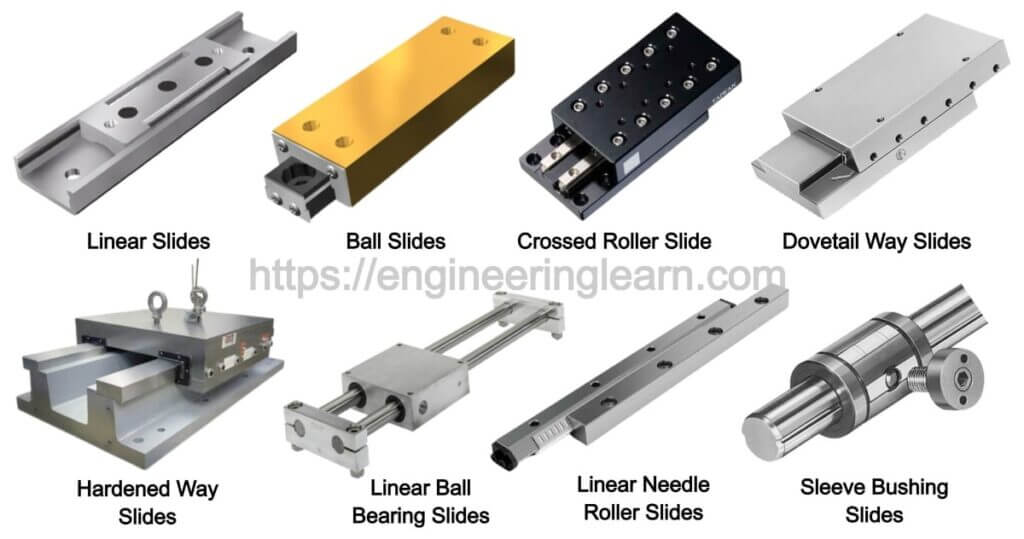 Linear Slides
Ball Slides
Crossed Roller Slide
Dovetail Way Slides
https://engineeringlearn.com
Hardened Way
Slides
Linear Ball
Bearing Slides
Linear Needle
Roller Slides
Sleeve Bushing
Slides